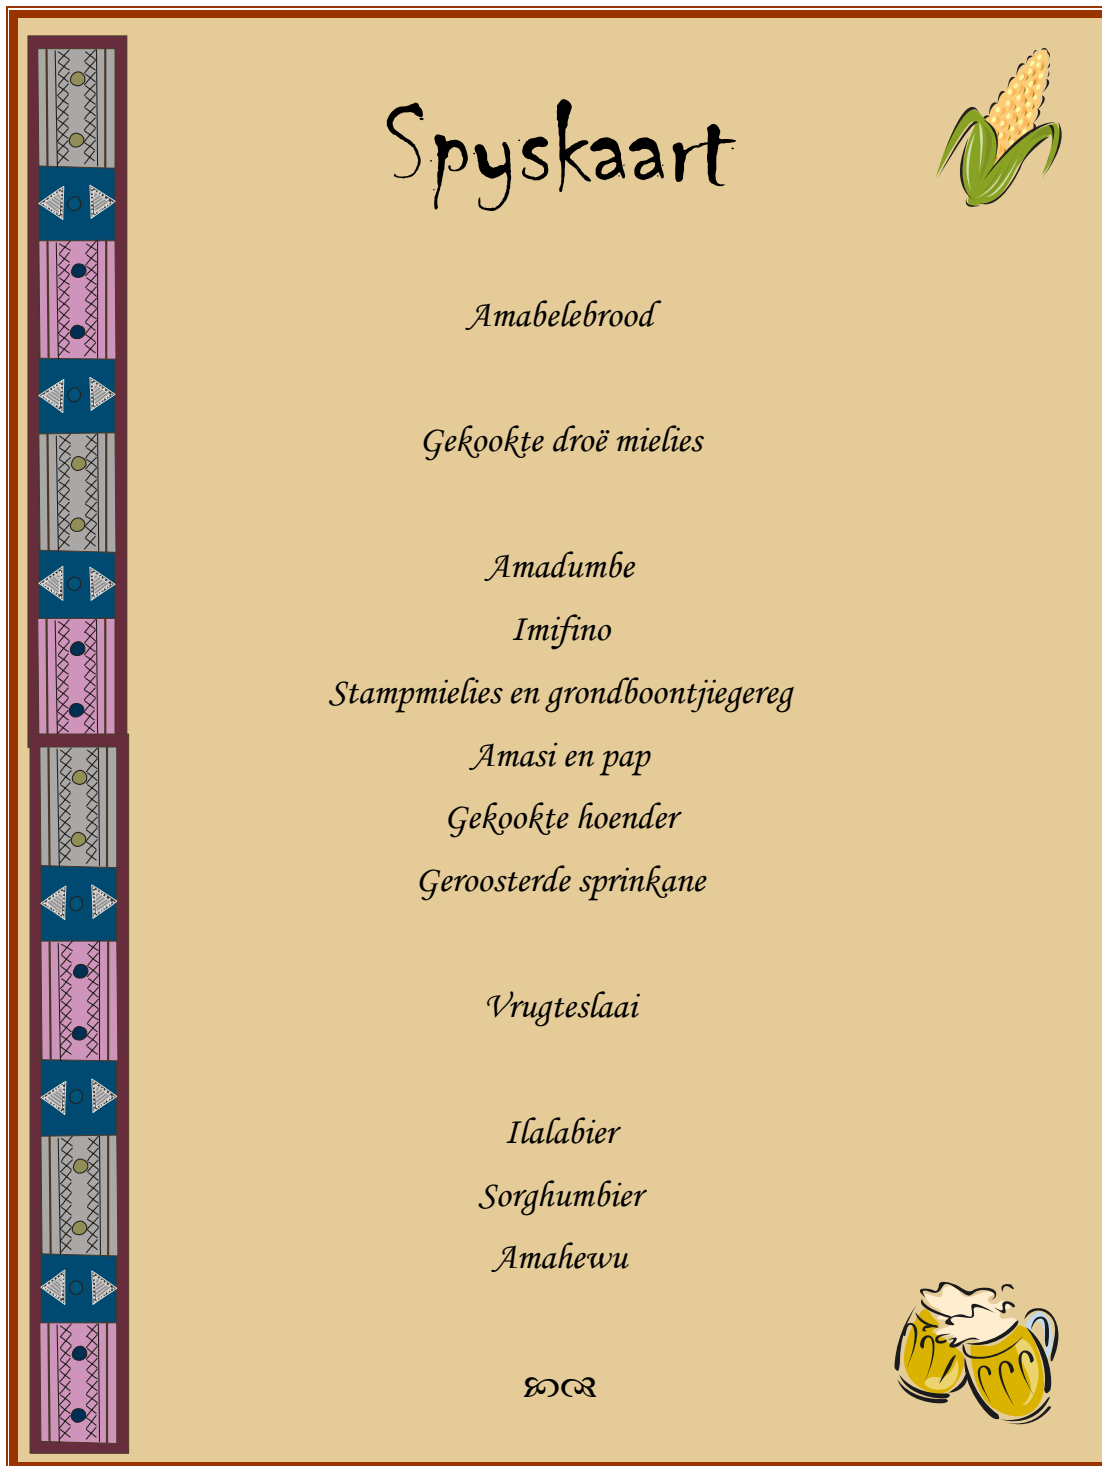 Spyskaart
Amabelebrood
Gekookte droë mielies
Amadumbe
Imifino
Stampmielies en grondboontjiegereg
Amasi en pap
Gekookte hoender
Geroosterde sprinkane
Vrugteslaai
Ilalabier
Sorghumbier
Amahewu